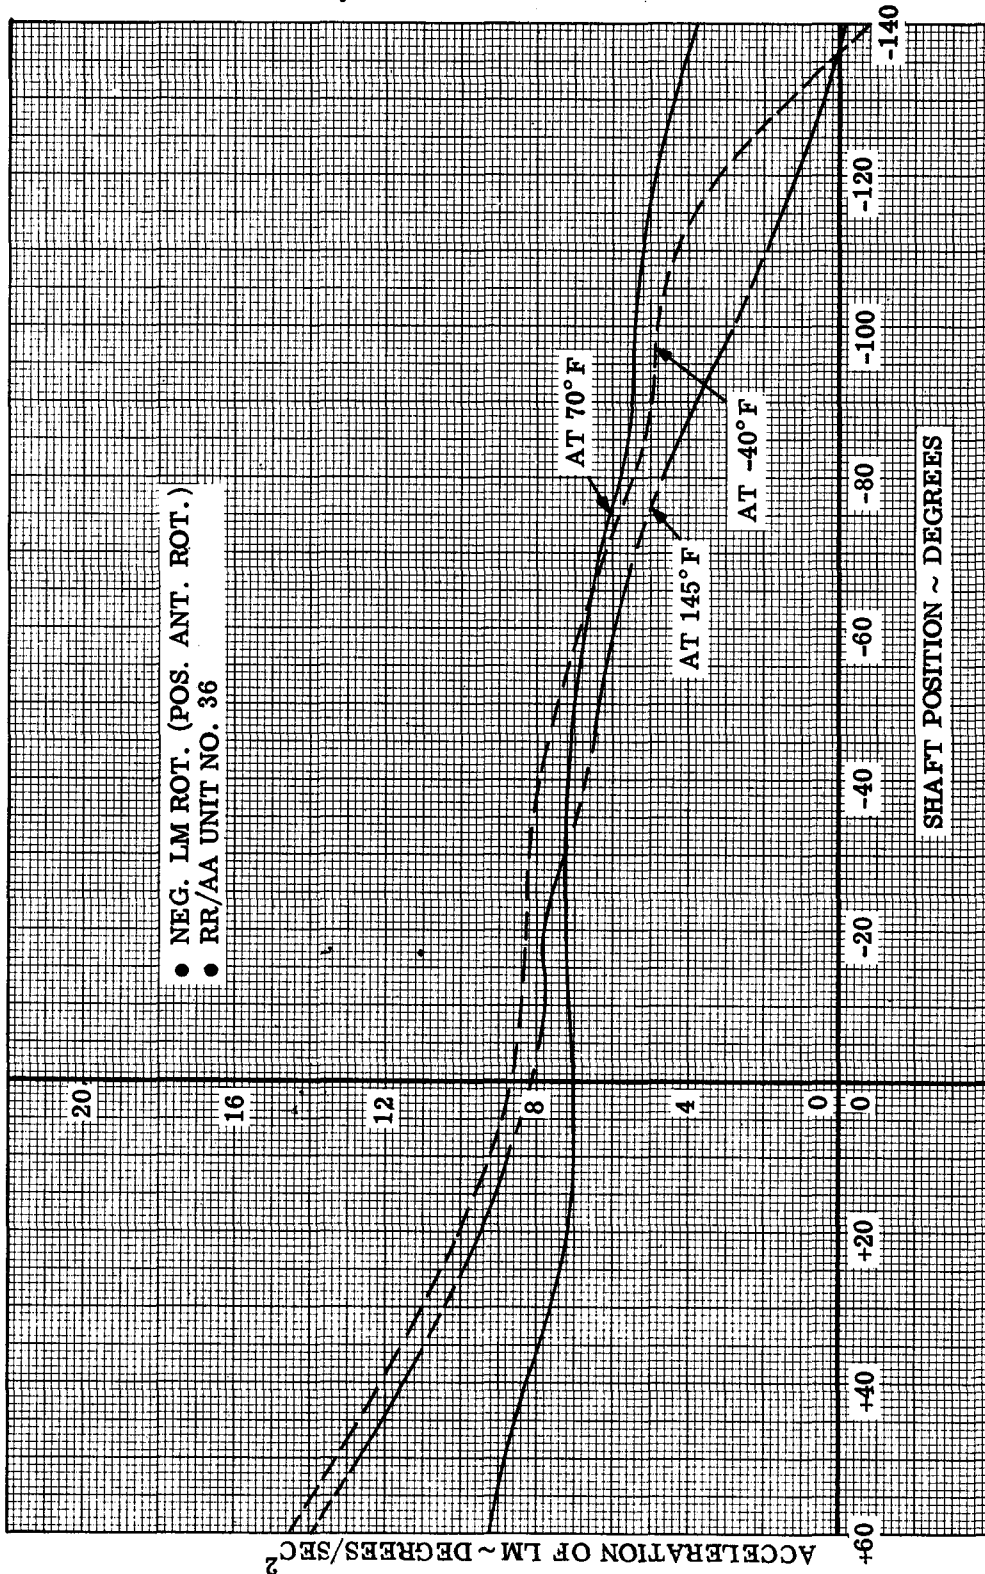 ● NEG. LM ROT. (POS. ANT. ROT.)
● RR/AA UNIT NO. 36
ACCELERATION OF LM ~ DEGREES/SEC²
20
16
12
8
4
0
AT 70°F
AT -40°F
AT 145°F
+60
+40
+20
0
-20
-40
-60
-80
-100
-120
-140
SHAFT POSITION ~ DEGREES